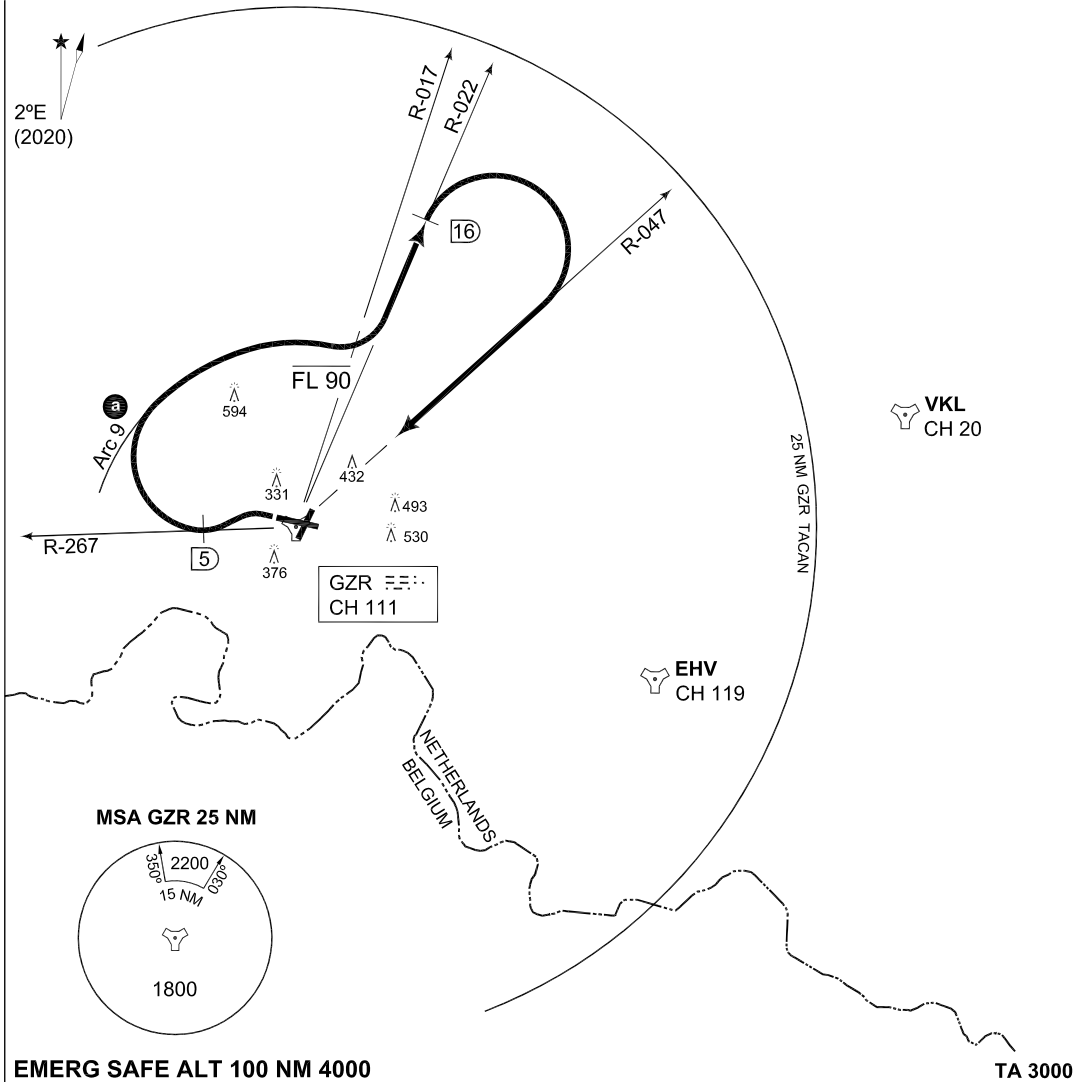 2ºE
(2020)
R-017
R-022
16
R-047
FL 90
594
a
Arc 9
331
432
493
530
376
R-267
5
GZR
CH 111
VKL
CH 20
25 NM GZR TACAN
EHV
CH 119
NETHERLANDS
BELGIUM
MSA GZR 25 NM
350º
2200
030º
15 NM
1800
EMERG SAFE ALT 100 NM 4000
TA 3000